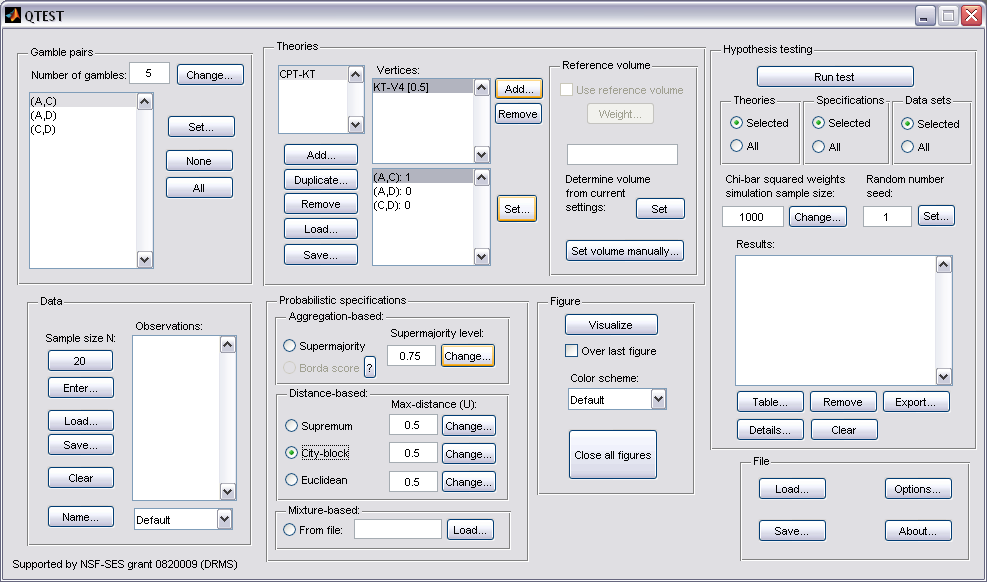 QTEST
Gamble pairs
Number of gambles: 5 Change...
(A,C)
(A,D)
(C,D)
Set...
None
All
Theories
CPT-KT
Add...
Duplicate...
Remove
Load...
Save...
Vertices:
KT-V4 [0.5]
Add...
Remove
(A,C): 1
(A,D): 0
(C,D): 0
Set...
Reference volume
Use reference volume
Weight...
Determine volume
from current
settings:
Set
Set volume manually...
Hypothesis testing
Run test
Theories
Selected
All
Specifications
Selected
All
Data sets
Selected
All
Chi-bar squared weights
simulation sample size:
1000 Change...
Random number
seed:
1 Set...
Results:
Table... Remove Export...
Details... Clear
Data
Sample size N:
20
Enter...
Load...
Save...
Clear
Name...
Observations:
Default
Probabilistic specifications
Aggregation-based:
Supermajority level:
Supermajority
0.75 Change...
Borda score ?
Distance-based:
Max-distance (U):
Supremum 0.5 Change...
City-block 0.5 Change...
Euclidean 0.5 Change...
Mixture-based:
From file: Load...
Figure
Visualize
Over last figure
Color scheme:
Default
Close all figures
File
Load... Options...
Save... About...
Supported by NSF-SES grant 0820009 (DRMS)